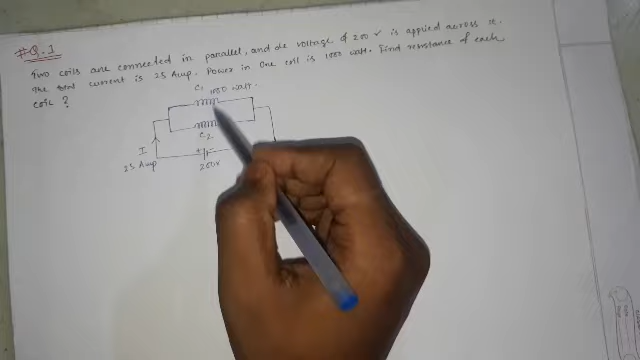 #Q.1
Two coils are connected in parallel, and dc voltage of 200 v is applied across it.
The total current is 25 Amp. Power in One coil is 1000 watt. Find resistance of each
coil ?
C1 1000 watt.
C2
I
25 Amp
+ -
200V